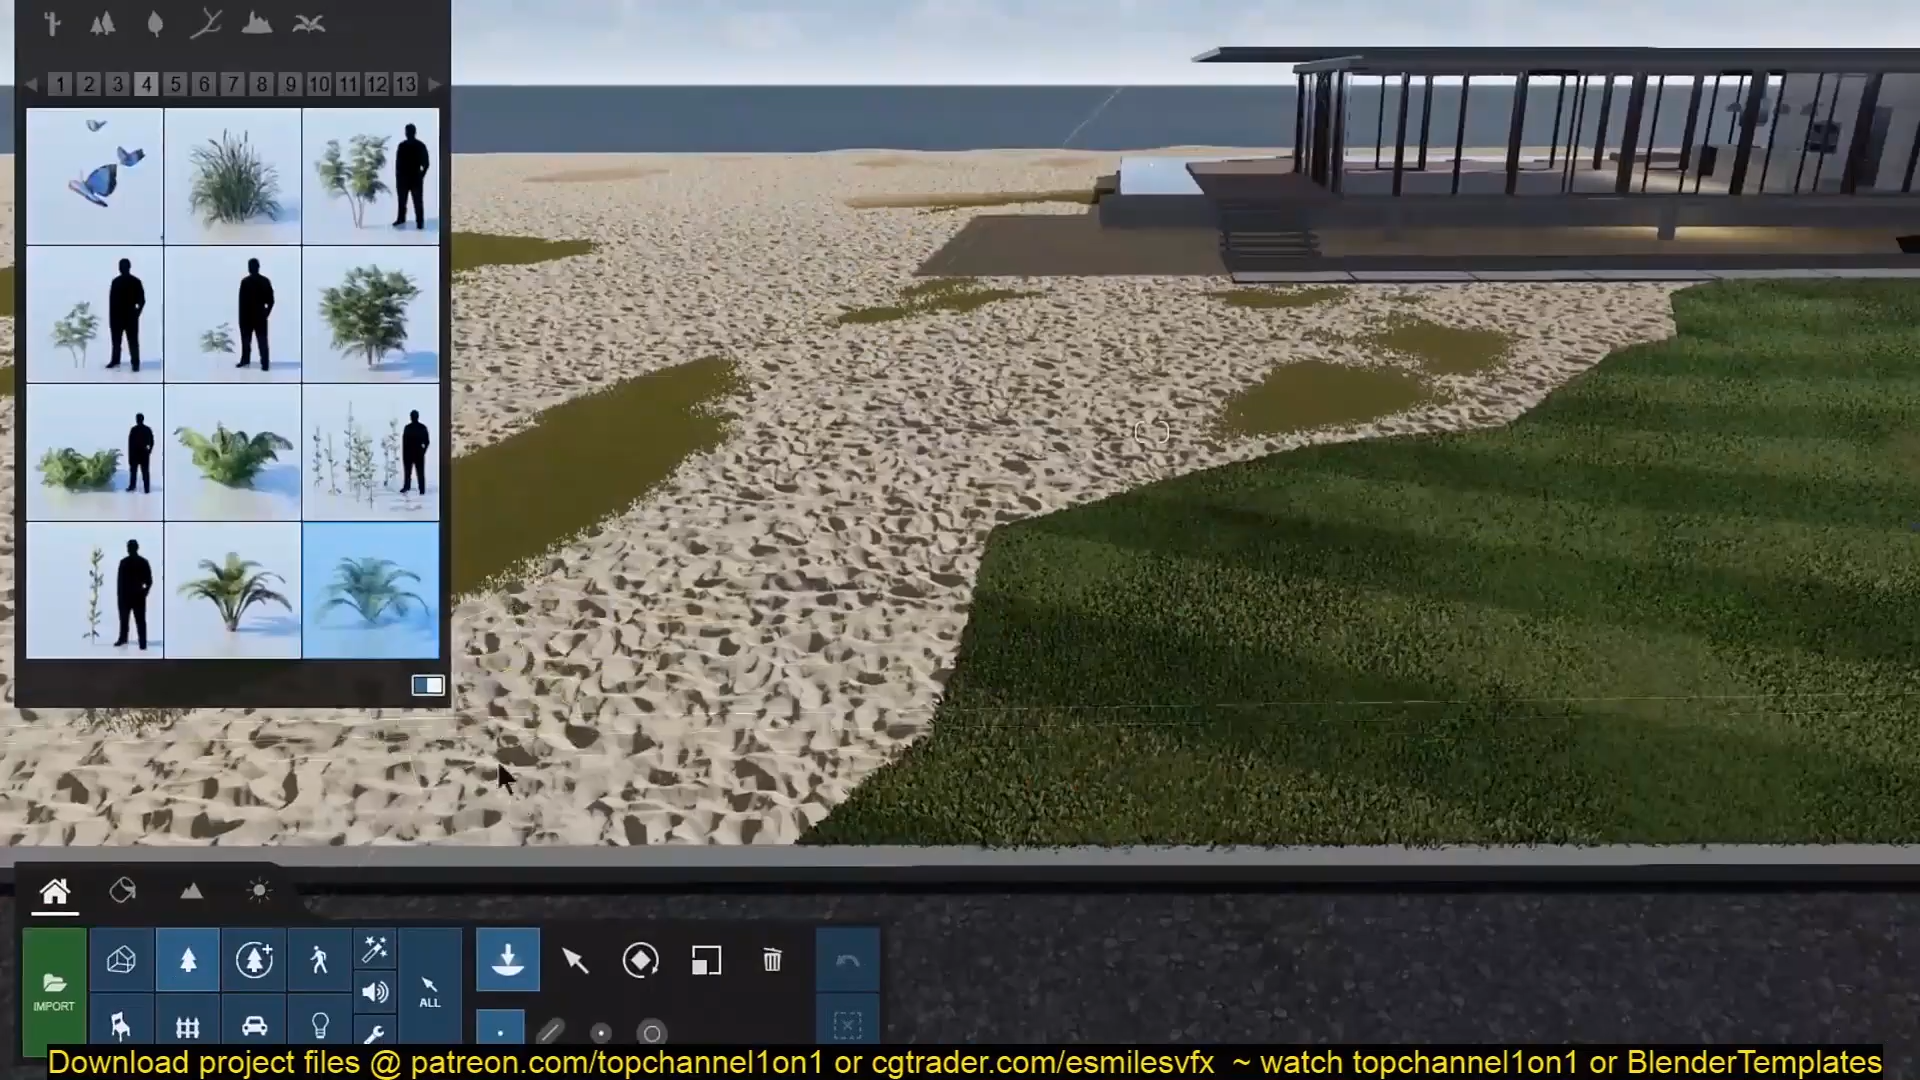 1 2 3 4 5 6 7 8 9 10 11 12 13
IMPORT
ALL
Download project files @ patreon.com/topchannel1on1 or cgtrader.com/esmilesvfx ~ watch topchannel1on1 or BlenderTemplates